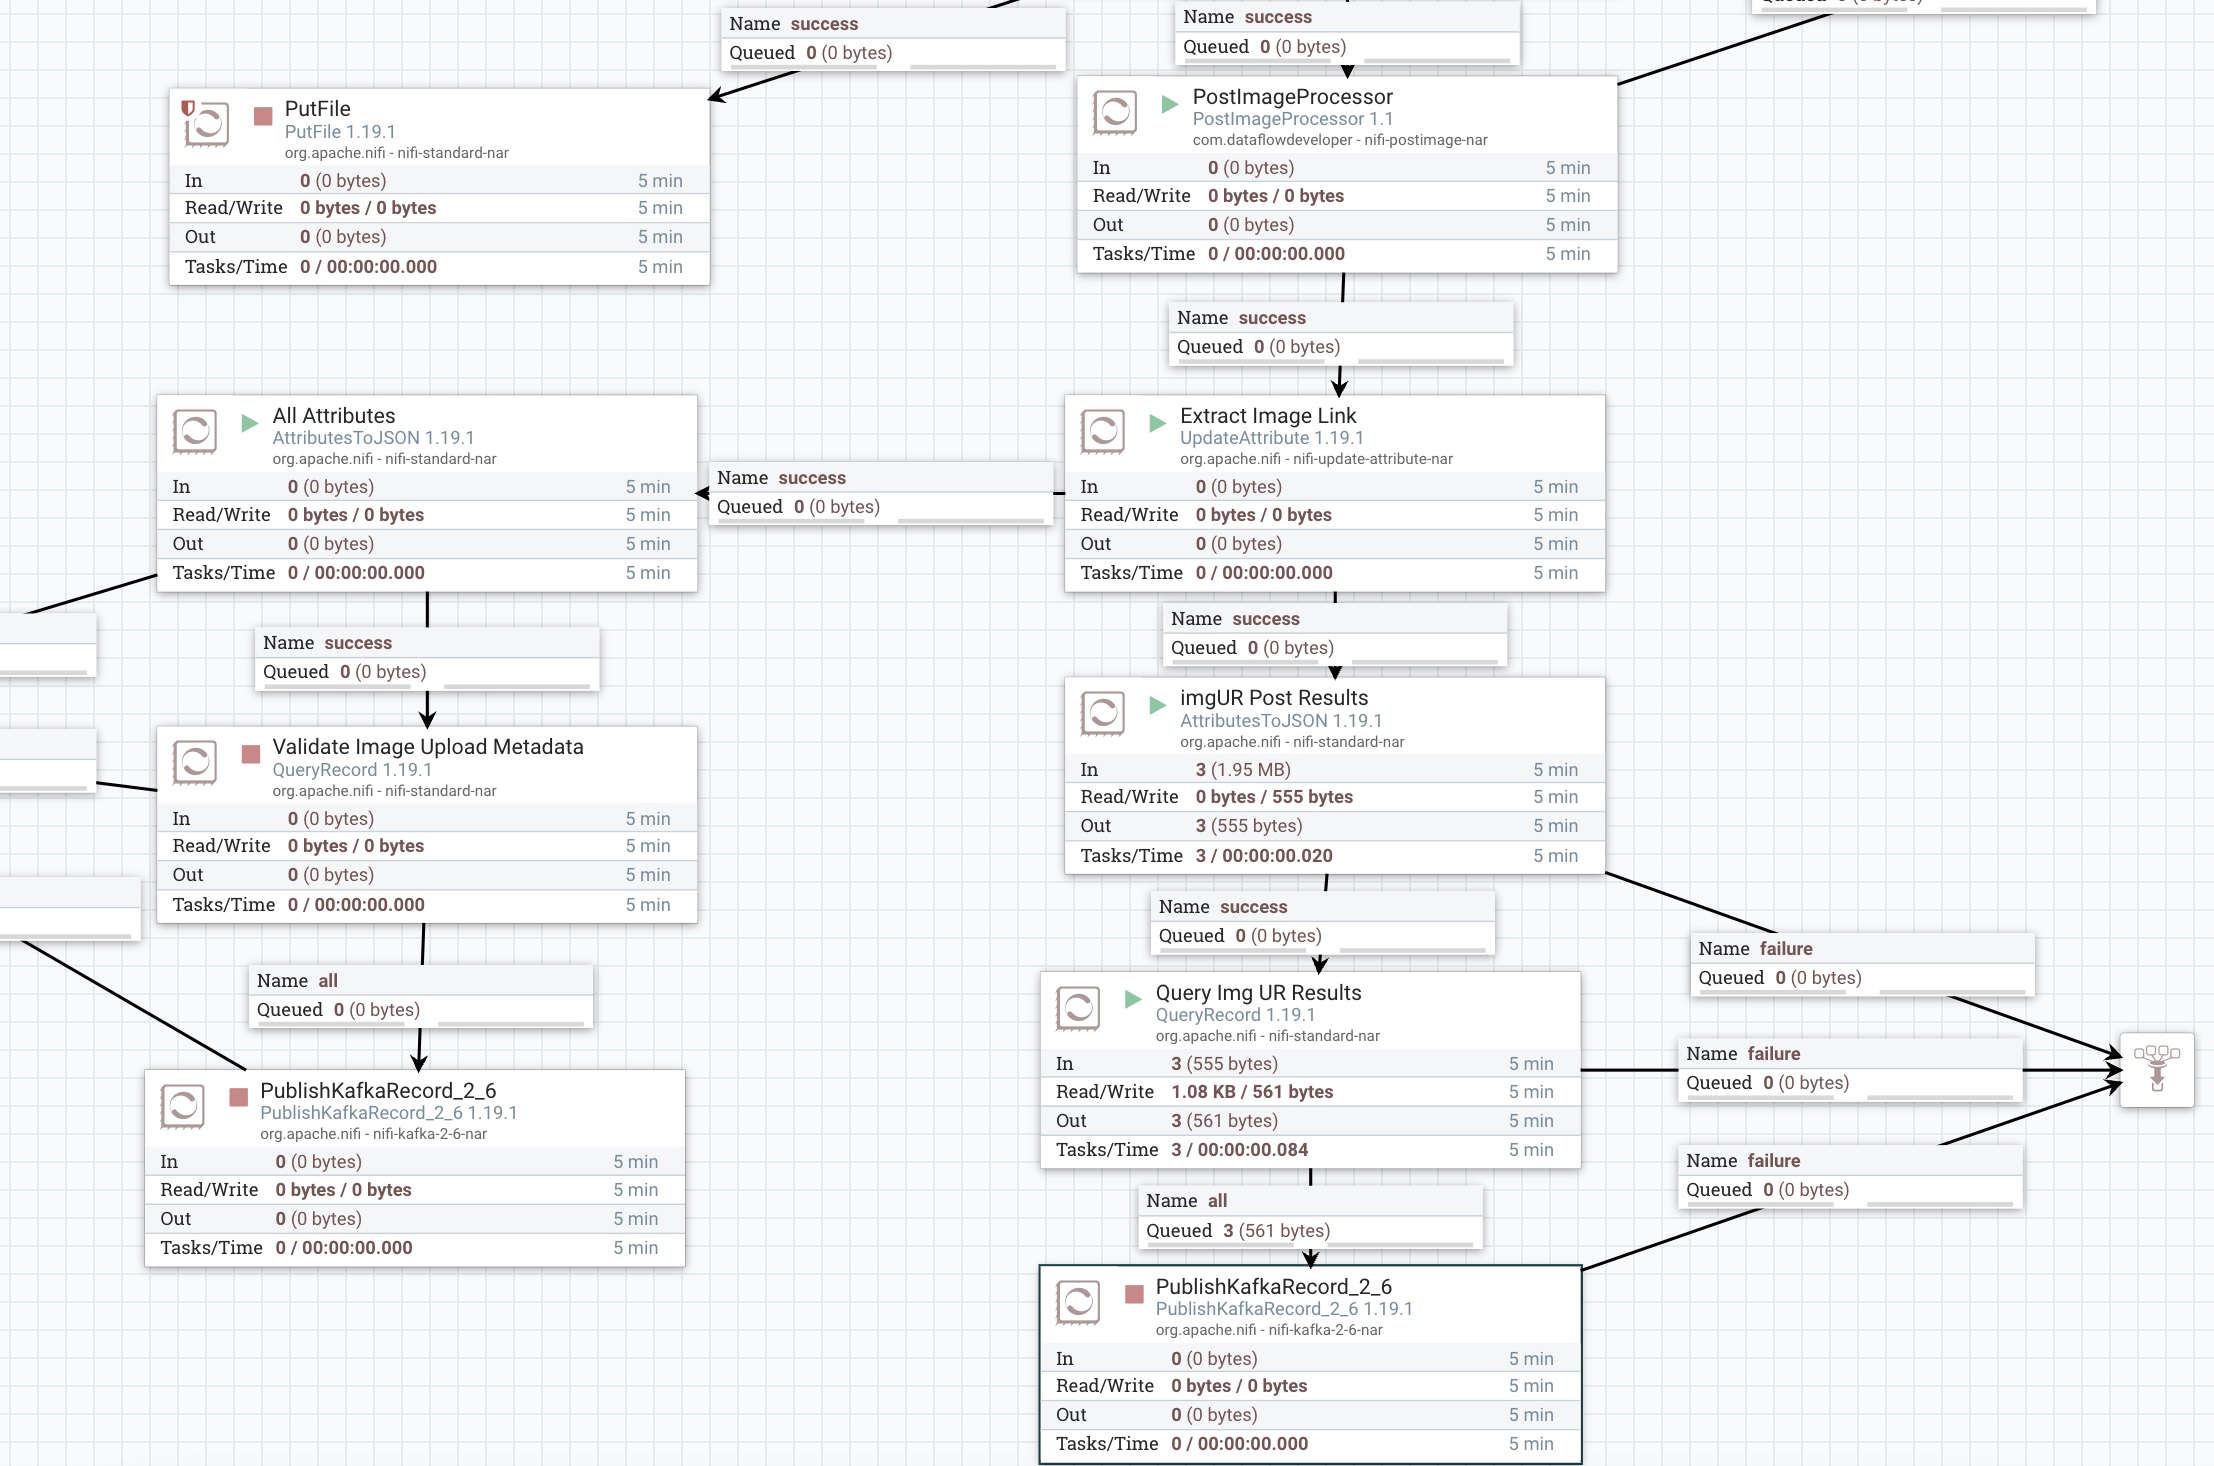 Name success
Queued 0 (0 bytes)
Name success
Queued 0 (0 bytes)
PutFile
PutFile 1.19.1
org.apache.nifi - nifi-standard-nar
In 0 (0 bytes) 5 min
Read/Write 0 bytes / 0 bytes 5 min
Out 0 (0 bytes) 5 min
Tasks/Time 0 / 00:00:00.000 5 min
PostImageProcessor
PostImageProcessor 1.1
com.dataflowdeveloper - nifi-postimage-nar
In 0 (0 bytes) 5 min
Read/Write 0 bytes / 0 bytes 5 min
Out 0 (0 bytes) 5 min
Tasks/Time 0 / 00:00:00.000 5 min
Name success
Queued 0 (0 bytes)
All Attributes
AttributesToJSON 1.19.1
org.apache.nifi - nifi-standard-nar
In 0 (0 bytes) 5 min
Read/Write 0 bytes / 0 bytes 5 min
Out 0 (0 bytes) 5 min
Tasks/Time 0 / 00:00:00.000 5 min
Name success
Queued 0 (0 bytes)
Extract Image Link
UpdateAttribute 1.19.1
org.apache.nifi - nifi-update-attribute-nar
In 0 (0 bytes) 5 min
Read/Write 0 bytes / 0 bytes 5 min
Out 0 (0 bytes) 5 min
Tasks/Time 0 / 00:00:00.000 5 min
Name success
Queued 0 (0 bytes)
Name success
Queued 0 (0 bytes)
Validate Image Upload Metadata
QueryRecord 1.19.1
org.apache.nifi - nifi-standard-nar
In 0 (0 bytes) 5 min
Read/Write 0 bytes / 0 bytes 5 min
Out 0 (0 bytes) 5 min
Tasks/Time 0 / 00:00:00.000 5 min
imgUR Post Results
AttributesToJSON 1.19.1
org.apache.nifi - nifi-standard-nar
In 3 (1.95 MB) 5 min
Read/Write 0 bytes / 555 bytes 5 min
Out 3 (555 bytes) 5 min
Tasks/Time 3 / 00:00:00.020 5 min
Name success
Queued 0 (0 bytes)
Name failure
Queued 0 (0 bytes)
Name all
Queued 0 (0 bytes)
Query Img UR Results
QueryRecord 1.19.1
org.apache.nifi - nifi-standard-nar
In 3 (555 bytes) 5 min
Read/Write 1.08 KB / 561 bytes 5 min
Out 3 (561 bytes) 5 min
Tasks/Time 3 / 00:00:00.084 5 min
Name failure
Queued 0 (0 bytes)
PublishKafkaRecord_2_6
PublishKafkaRecord_2_6 1.19.1
org.apache.nifi - nifi-kafka-2-6-nar
In 0 (0 bytes) 5 min
Read/Write 0 bytes / 0 bytes 5 min
Out 0 (0 bytes) 5 min
Tasks/Time 0 / 00:00:00.000 5 min
Name failure
Queued 0 (0 bytes)
Name all
Queued 3 (561 bytes)
PublishKafkaRecord_2_6
PublishKafkaRecord_2_6 1.19.1
org.apache.nifi - nifi-kafka-2-6-nar
In 0 (0 bytes) 5 min
Read/Write 0 bytes / 0 bytes 5 min
Out 0 (0 bytes) 5 min
Tasks/Time 0 / 00:00:00.000 5 min